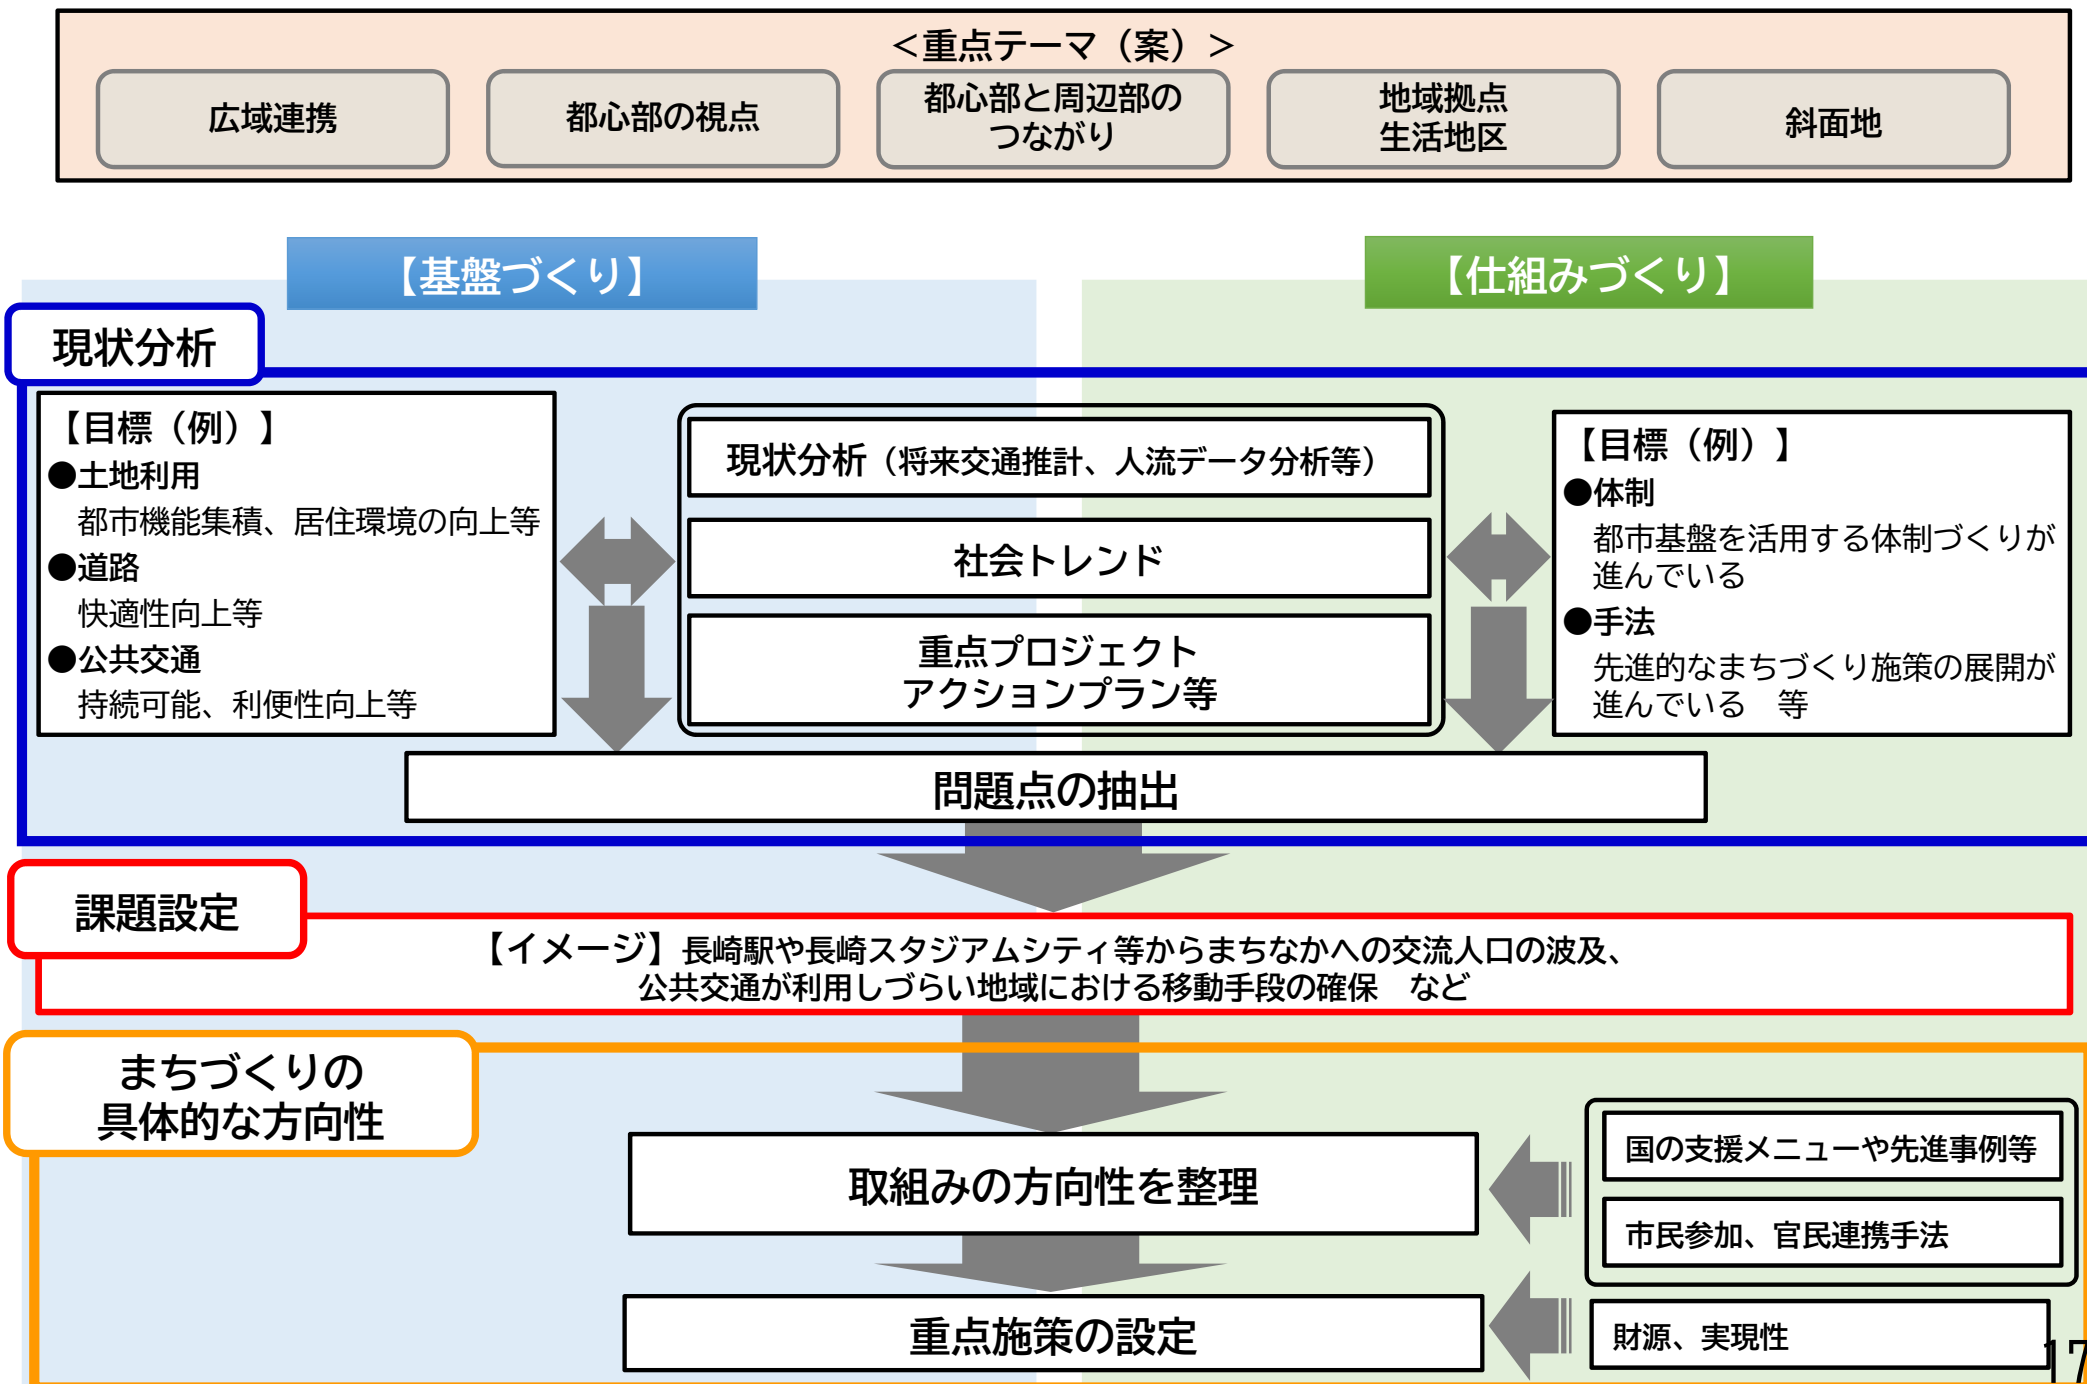 ＜重点テーマ（案）＞
広域連携
都心部の視点
都心部と周辺部の
つながり
地域拠点
生活地区
斜面地
【基盤づくり】
【仕組みづくり】
現状分析
【目標（例）】
●土地利用
都市機能集積、居住環境の向上等
●道路
快適性向上等
●公共交通
持続可能、利便性向上等
現状分析（将来交通推計、人流データ分析等）
社会トレンド
重点プロジェクト
アクションプラン等
【目標（例）】
●体制
都市基盤を活用する体制づくりが
進んでいる
●手法
先進的なまちづくり施策の展開が
進んでいる　等
問題点の抽出
課題設定
【イメージ】長崎駅や長崎スタジアムシティ等からまちなかへの交流人口の波及、
公共交通が利用しづらい地域における移動手段の確保　など
まちづくりの
具体的な方向性
取組みの方向性を整理
国の支援メニューや先進事例等
市民参加、官民連携手法
重点施策の設定
財源、実現性
17